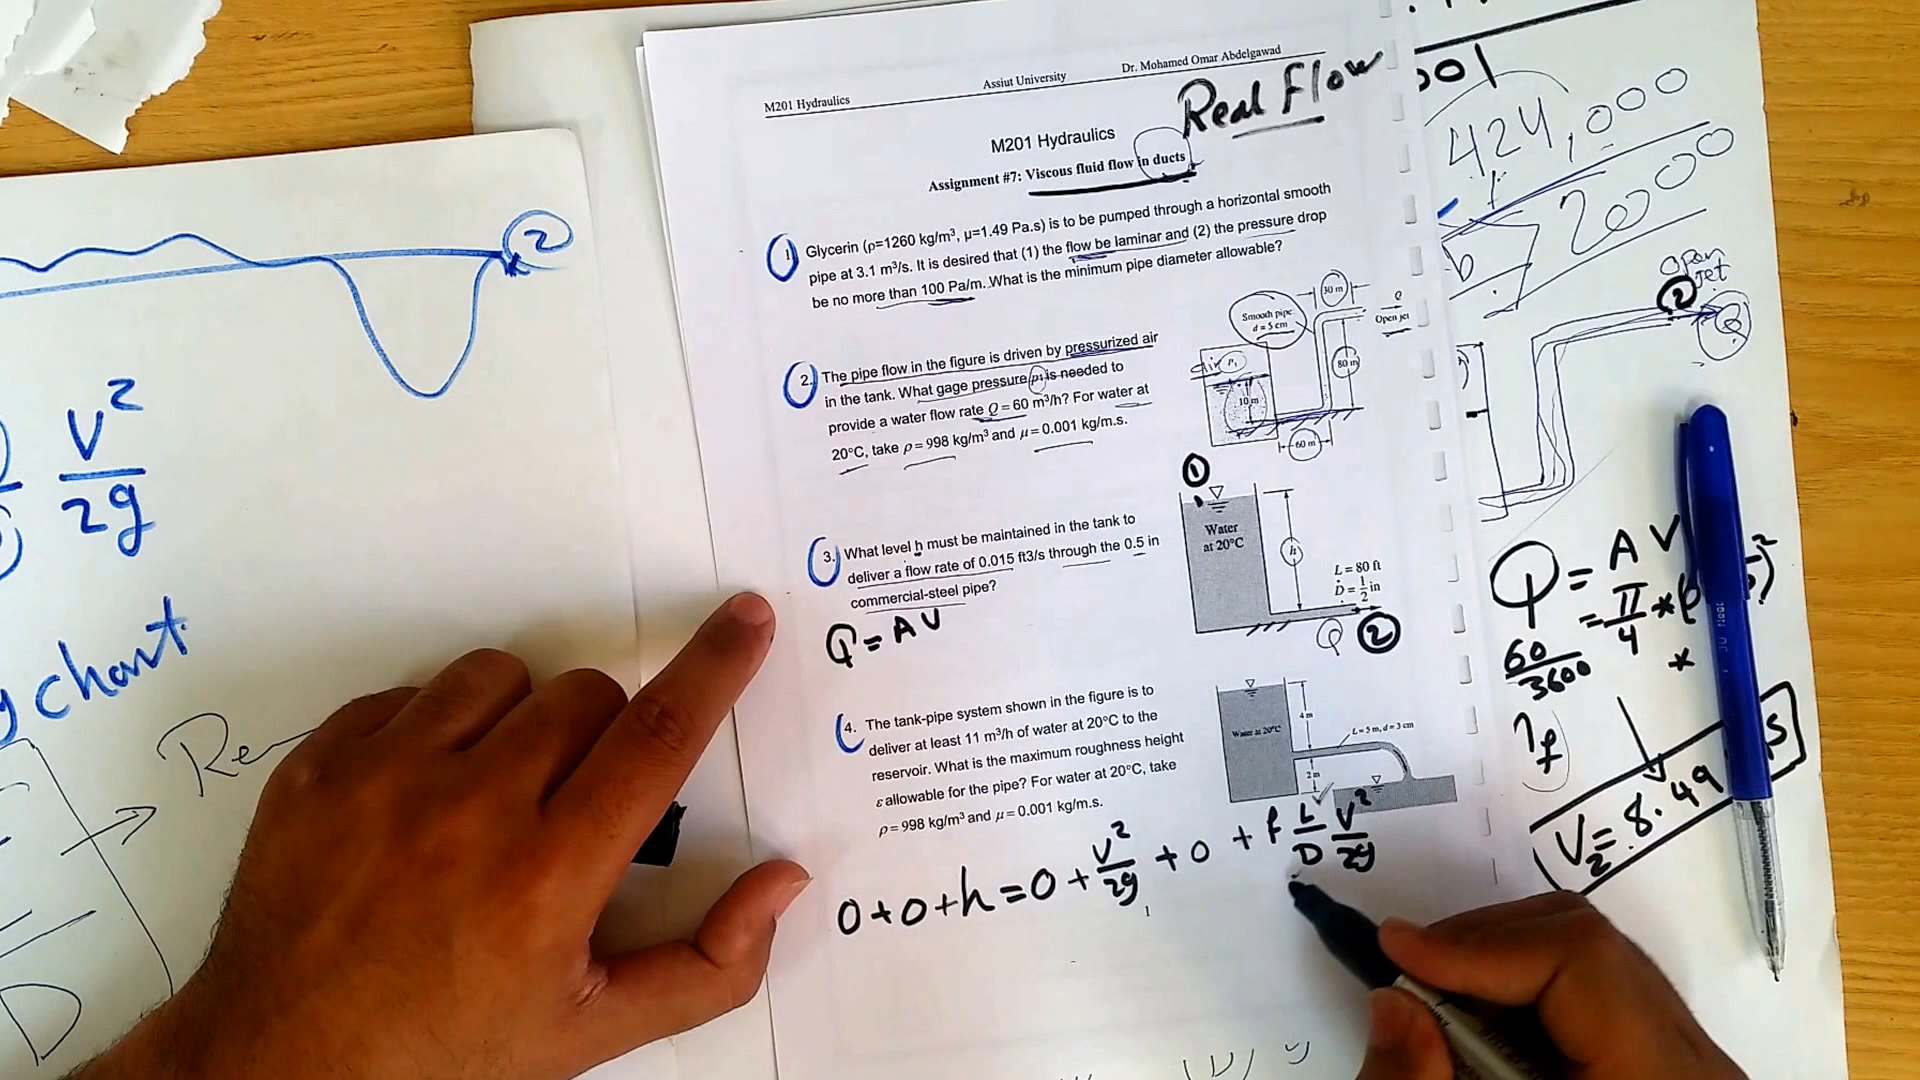 M201 Hydraulics
Assiut University
Dr. Mohamed Omar Abdelgawad
Real Flow
M201 Hydraulics
Assignment #7: Viscous fluid flow in ducts
1. Glycerin (ρ=1260 kg/m³, μ=1.49 Pa.s) is to be pumped through a horizontal smooth
pipe at 3.1 m³/s. It is desired that (1) the flow be laminar and (2) the pressure drop
be no more than 100 Pa/m. What is the minimum pipe diameter allowable?
2. The pipe flow in the figure is driven by pressurized air
in the tank. What gage pressure p₁ is needed to
provide a water flow rate Q = 60 m³/h? For water at
20°C, take ρ = 998 kg/m³ and μ = 0.001 kg/m.s.
30 m
Smooth pipe
d = 5 cm
Q
Open jet
air
P₁
80 m
10 m
60 m
3. What level h must be maintained in the tank to
deliver a flow rate of 0.015 ft3/s through the 0.5 in
commercial-steel pipe?
Q = A V
1
Water
at 20°C
h
L = 80 ft
D = 1/2 in
Q
2
4. The tank-pipe system shown in the figure is to
deliver at least 11 m³/h of water at 20°C to the
reservoir. What is the maximum roughness height
ε allowable for the pipe? For water at 20°C, take
ρ = 998 kg/m³ and μ = 0.001 kg/m.s.
Water at 20°C
4 m
L = 5 m, d = 3 cm
2 m
0 + 0 + h = 0 + V²/2g + 0 + f L/D V²/2g
1
2
V²
2g
y chart
Re
D
001
424,000
2000
Open
Jet
2
Q = A V
60/3600 = π/4 *
*
V₂ = 8.49